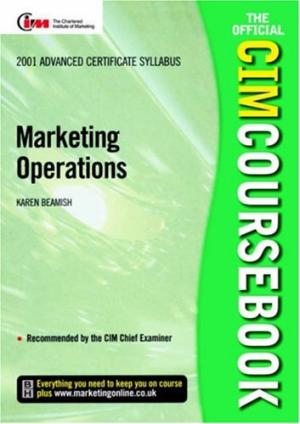 CIM
The Chartered
Institute of Marketing
2001 ADVANCED CERTIFICATE SYLLABUS
Marketing
Operations
KAREN BEAMISH
• Recommended by the CIM Chief Examiner
BH
Everything you need to keep you on course
plus www.marketingonline.co.uk
THE
OFFICIAL
CIMCOURSEBOOK